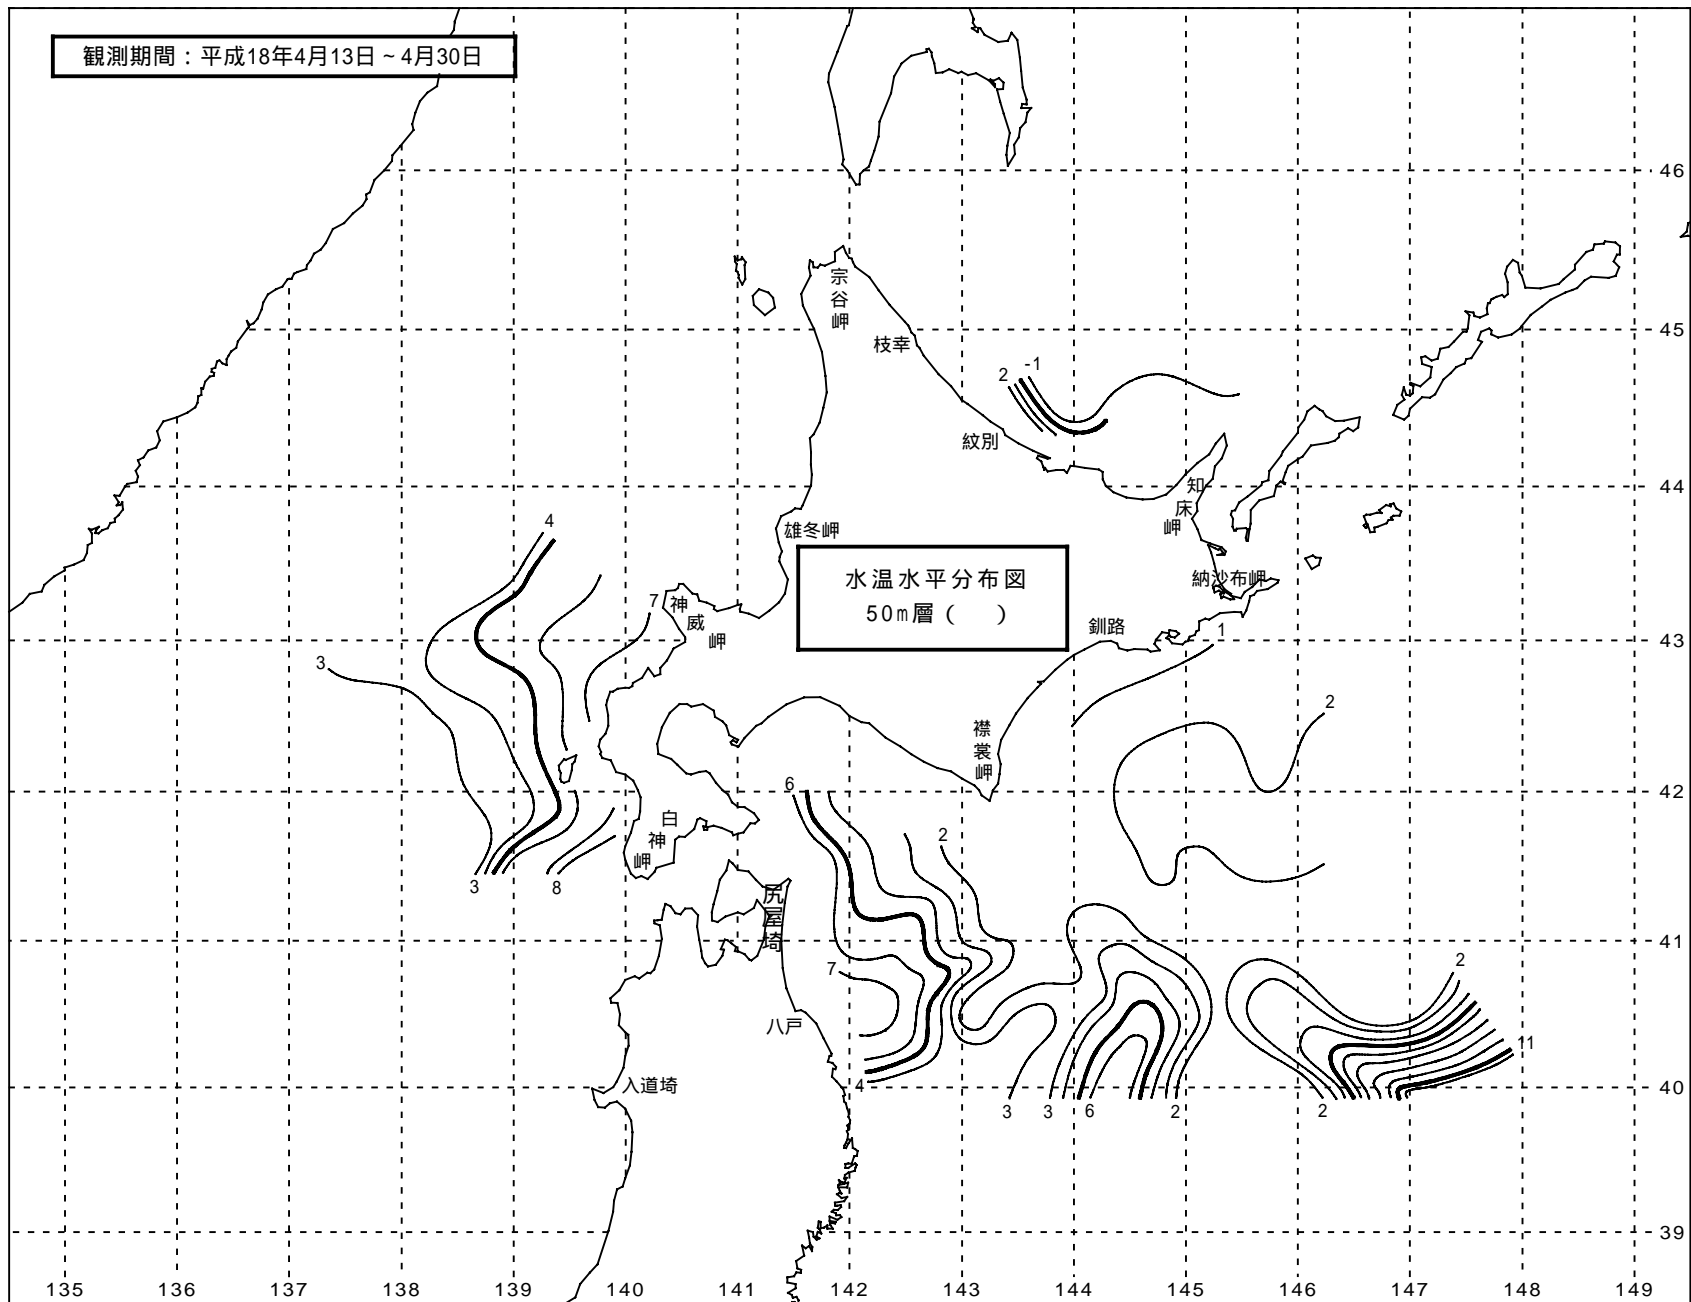 観測期間：平成18年4月13日～4月30日
46
宗谷岬
45
枝幸
2 -1
紋別
44
知床岬
4
雄冬岬
水温水平分布図
50m層（　）
納沙布岬
7
神威岬
釧路
1
43
3
2
襟裳岬
42
6
白神岬
2
3
8
尻屋埼
41
7
2
八戸
11
入道埼
4
3
3
6
2
2
40
39
135 136 137 138 139 140 141 142 143 144 145 146 147 148 149